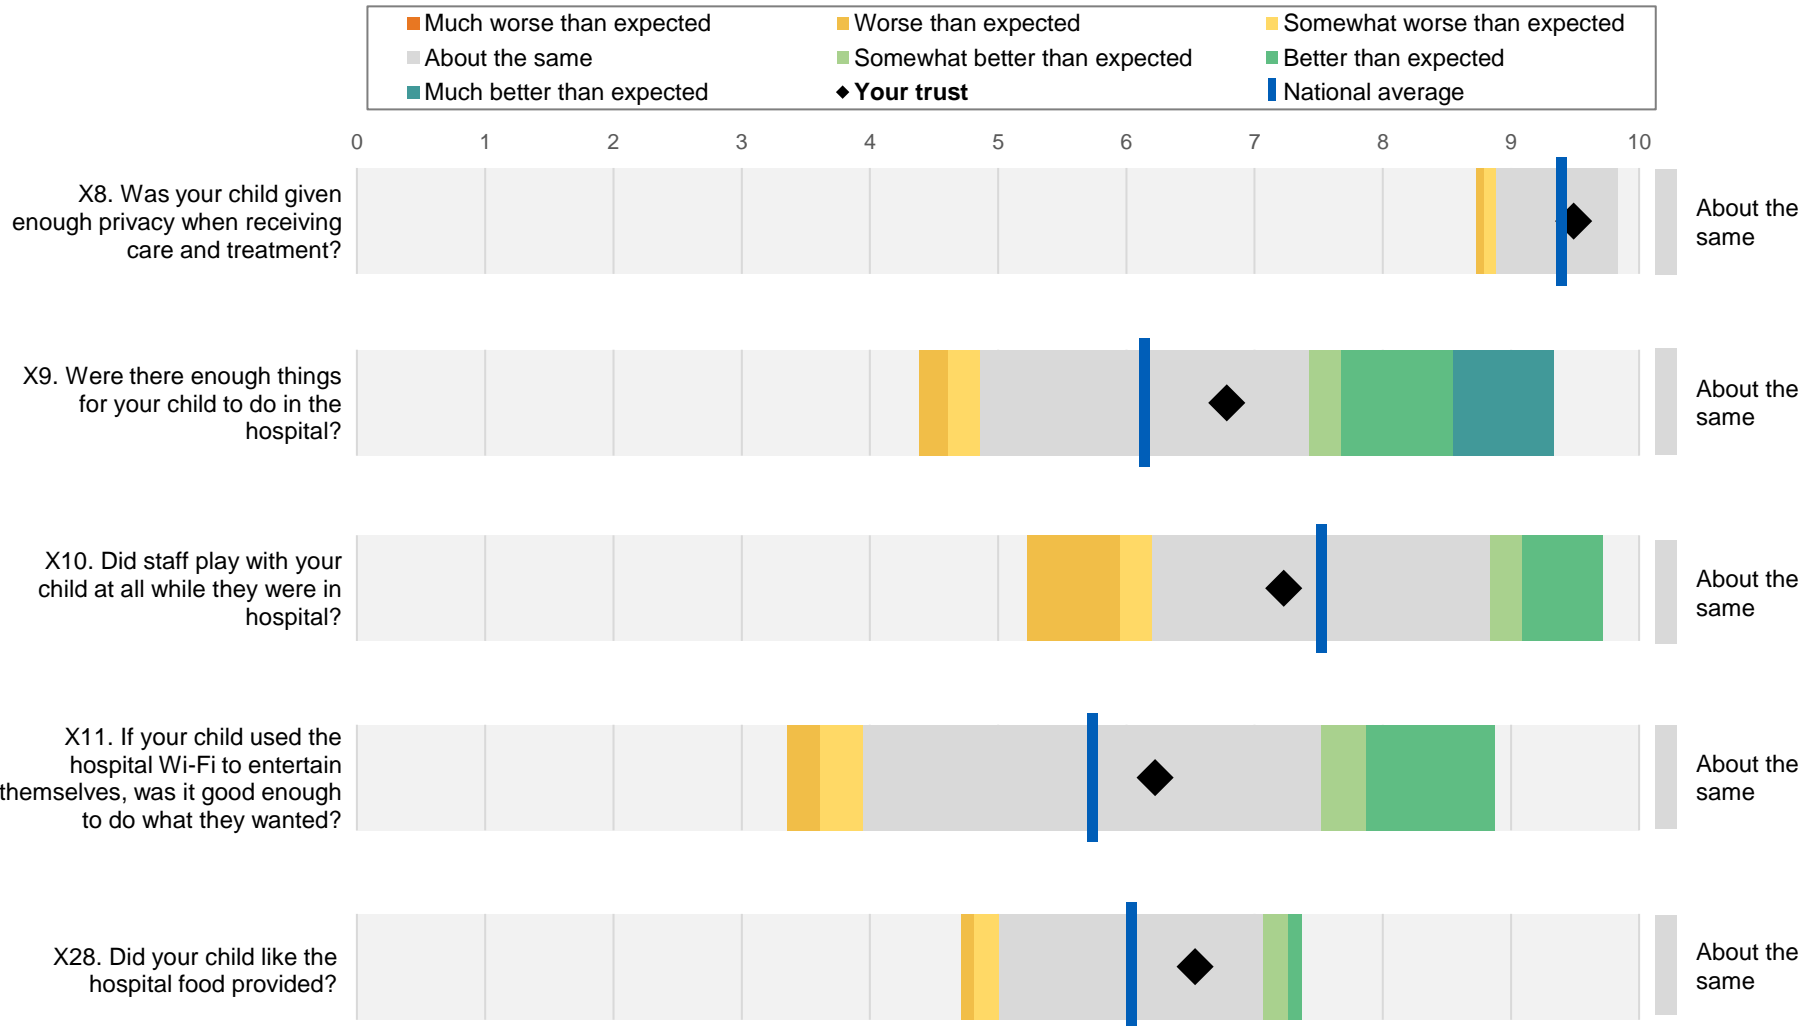 Much worse than expected
Worse than expected
Somewhat worse than expected
About the same
Somewhat better than expected
Better than expected
Much better than expected
Your trust
National average
0 1 2 3 4 5 6 7 8 9 10
X8. Was your child given
enough privacy when receiving
care and treatment?
About the
same
X9. Were there enough things
for your child to do in the
hospital?
About the
same
X10. Did staff play with your
child at all while they were in
hospital?
About the
same
X11. If your child used the
hospital Wi-Fi to entertain
themselves, was it good enough
to do what they wanted?
About the
same
X28. Did your child like the
hospital food provided?
About the
same